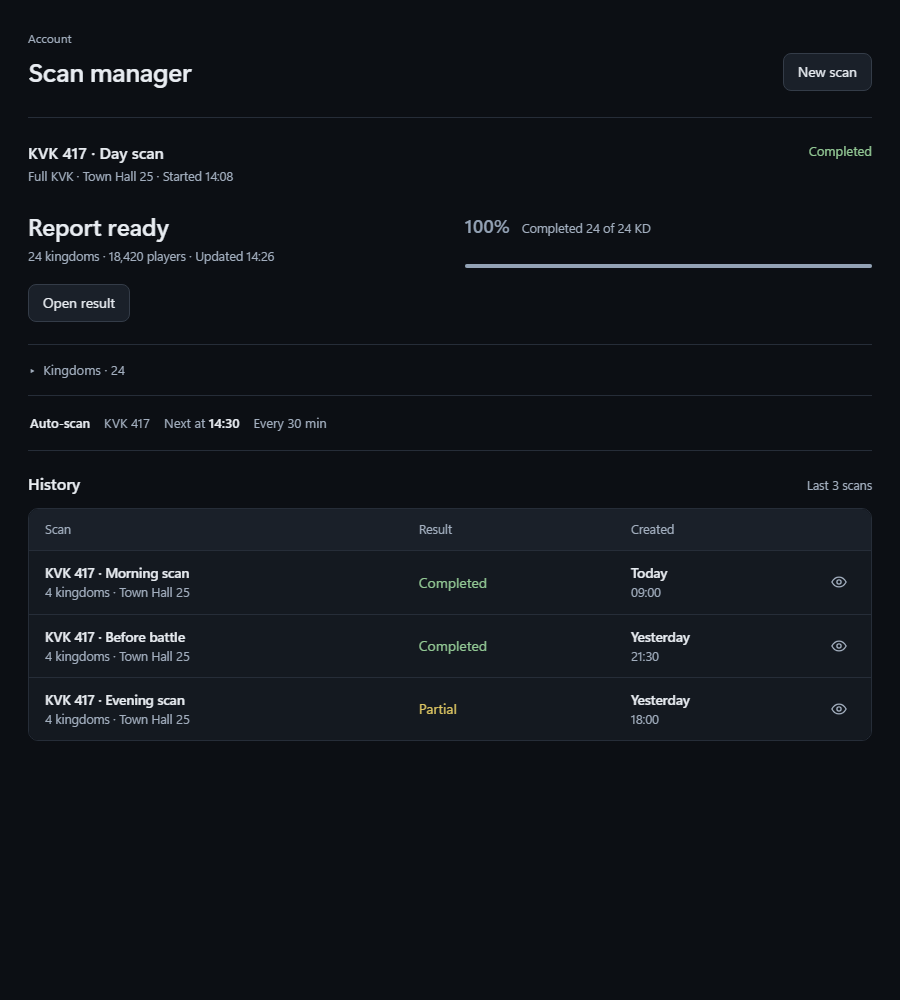 Account
Scan manager
New scan
KVK 417 · Day scan
Completed
Full KVK · Town Hall 25 · Started 14:08
Report ready
100% Completed 24 of 24 KD
24 kingdoms · 18,420 players · Updated 14:26
Open result
Kingdoms · 24
Auto-scan KVK 417 Next at 14:30 Every 30 min
History
Last 3 scans
Scan Result Created
KVK 417 · Morning scan
4 kingdoms · Town Hall 25
Completed
Today
09:00
KVK 417 · Before battle
4 kingdoms · Town Hall 25
Completed
Yesterday
21:30
KVK 417 · Evening scan
4 kingdoms · Town Hall 25
Partial
Yesterday
18:00